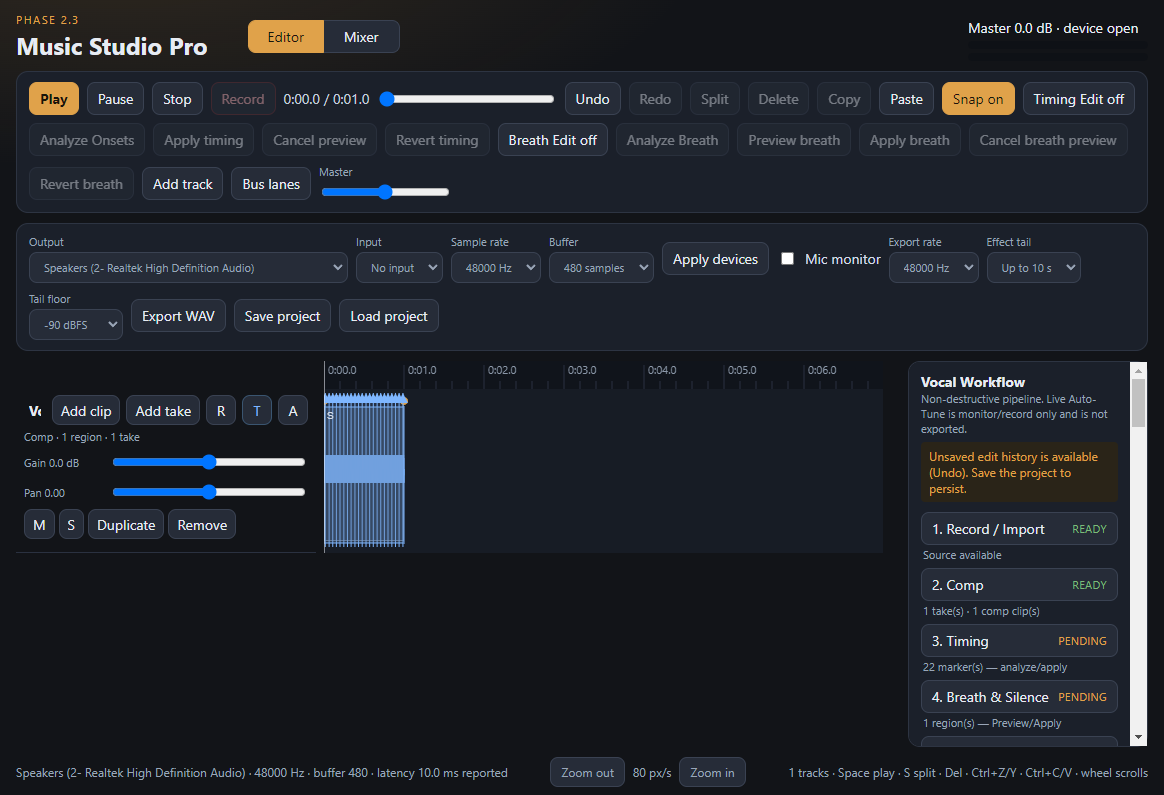 PHASE 2.3
Music Studio Pro
Editor Mixer
Master 0.0 dB · device open
Play Pause Stop Record 0:00.0 / 0:01.0 Undo Redo Split Delete Copy Paste Snap on Timing Edit off
Analyze Onsets Apply timing Cancel preview Revert timing Breath Edit off Analyze Breath Preview breath Apply breath Cancel breath preview
Revert breath Add track Bus lanes Master
Output Input Sample rate Buffer Export rate Effect tail
Speakers (2- Realtek High Definition Audio) No input 48000 Hz 480 samples Apply devices Mic monitor 48000 Hz Up to 10 s
Tail floor
-90 dBFS Export WAV Save project Load project
0:00.0 0:01.0 0:02.0 0:03.0 0:04.0 0:05.0 0:06.0
Add clip Add take R T A
Comp · 1 region · 1 take
Gain 0.0 dB
Pan 0.00
M S Duplicate Remove
S
Vocal Workflow
Non-destructive pipeline. Live Auto-
Tune is monitor/record only and is not
exported.
Unsaved edit history is available
(Undo). Save the project to
persist.
1. Record / Import READY
Source available
2. Comp READY
1 take(s) · 1 comp clip(s)
3. Timing PENDING
22 marker(s) — analyze/apply
4. Breath & Silence PENDING
1 region(s) — Preview/Apply
Speakers (2- Realtek High Definition Audio) · 48000 Hz · buffer 480 · latency 10.0 ms reported
Zoom out 80 px/s Zoom in
1 tracks · Space play · S split · Del · Ctrl+Z/Y · Ctrl+C/V · wheel scrolls